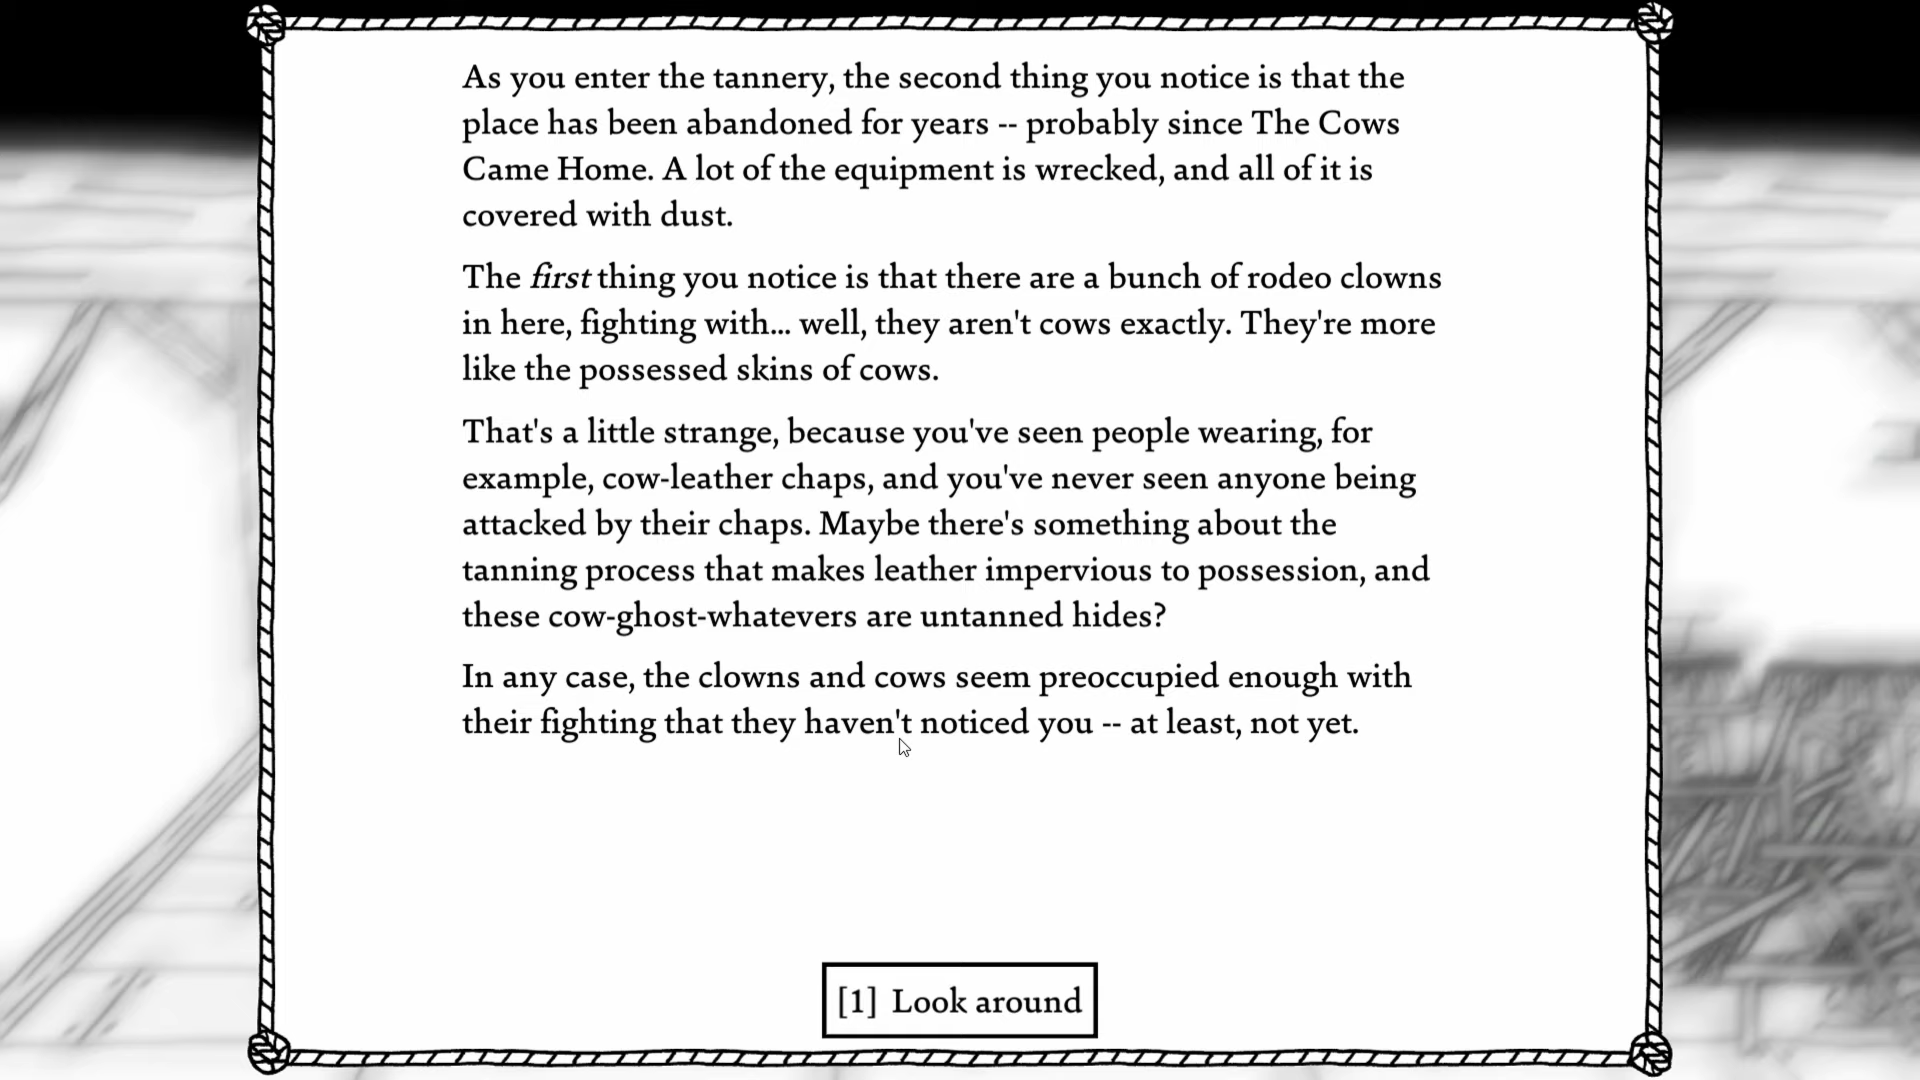 As you enter the tannery, the second thing you notice is that the
place has been abandoned for years -- probably since The Cows
Came Home. A lot of the equipment is wrecked, and all of it is
covered with dust.
The first thing you notice is that there are a bunch of rodeo clowns
in here, fighting with... well, they aren't cows exactly. They're more
like the possessed skins of cows.
That's a little strange, because you've seen people wearing, for
example, cow-leather chaps, and you've never seen anyone being
attacked by their chaps. Maybe there's something about the
tanning process that makes leather impervious to possession, and
these cow-ghost-whatevers are untanned hides?
In any case, the clowns and cows seem preoccupied enough with
their fighting that they haven't noticed you -- at least, not yet.
[1] Look around